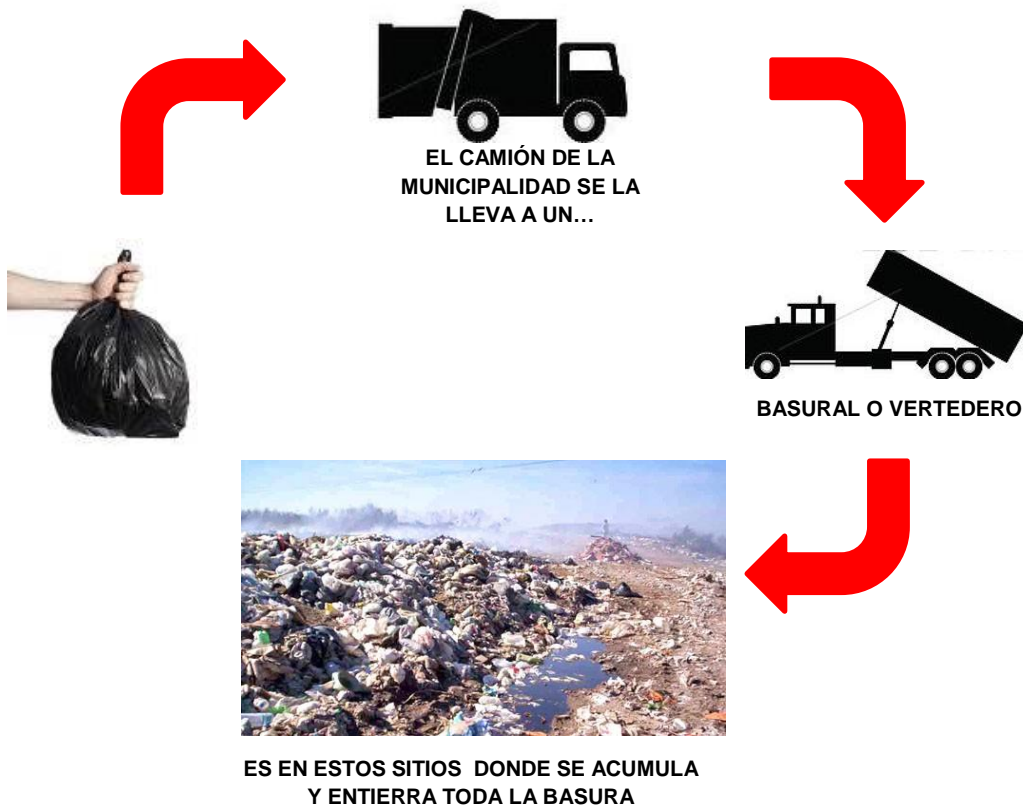 EL CAMIÓN DE LA
MUNICIPALIDAD SE LA
LLEVA A UN...
BASURAL O VERTEDERO
ES EN ESTOS SITIOS DONDE SE ACUMULA
Y ENTIERRA TODA LA BASURA